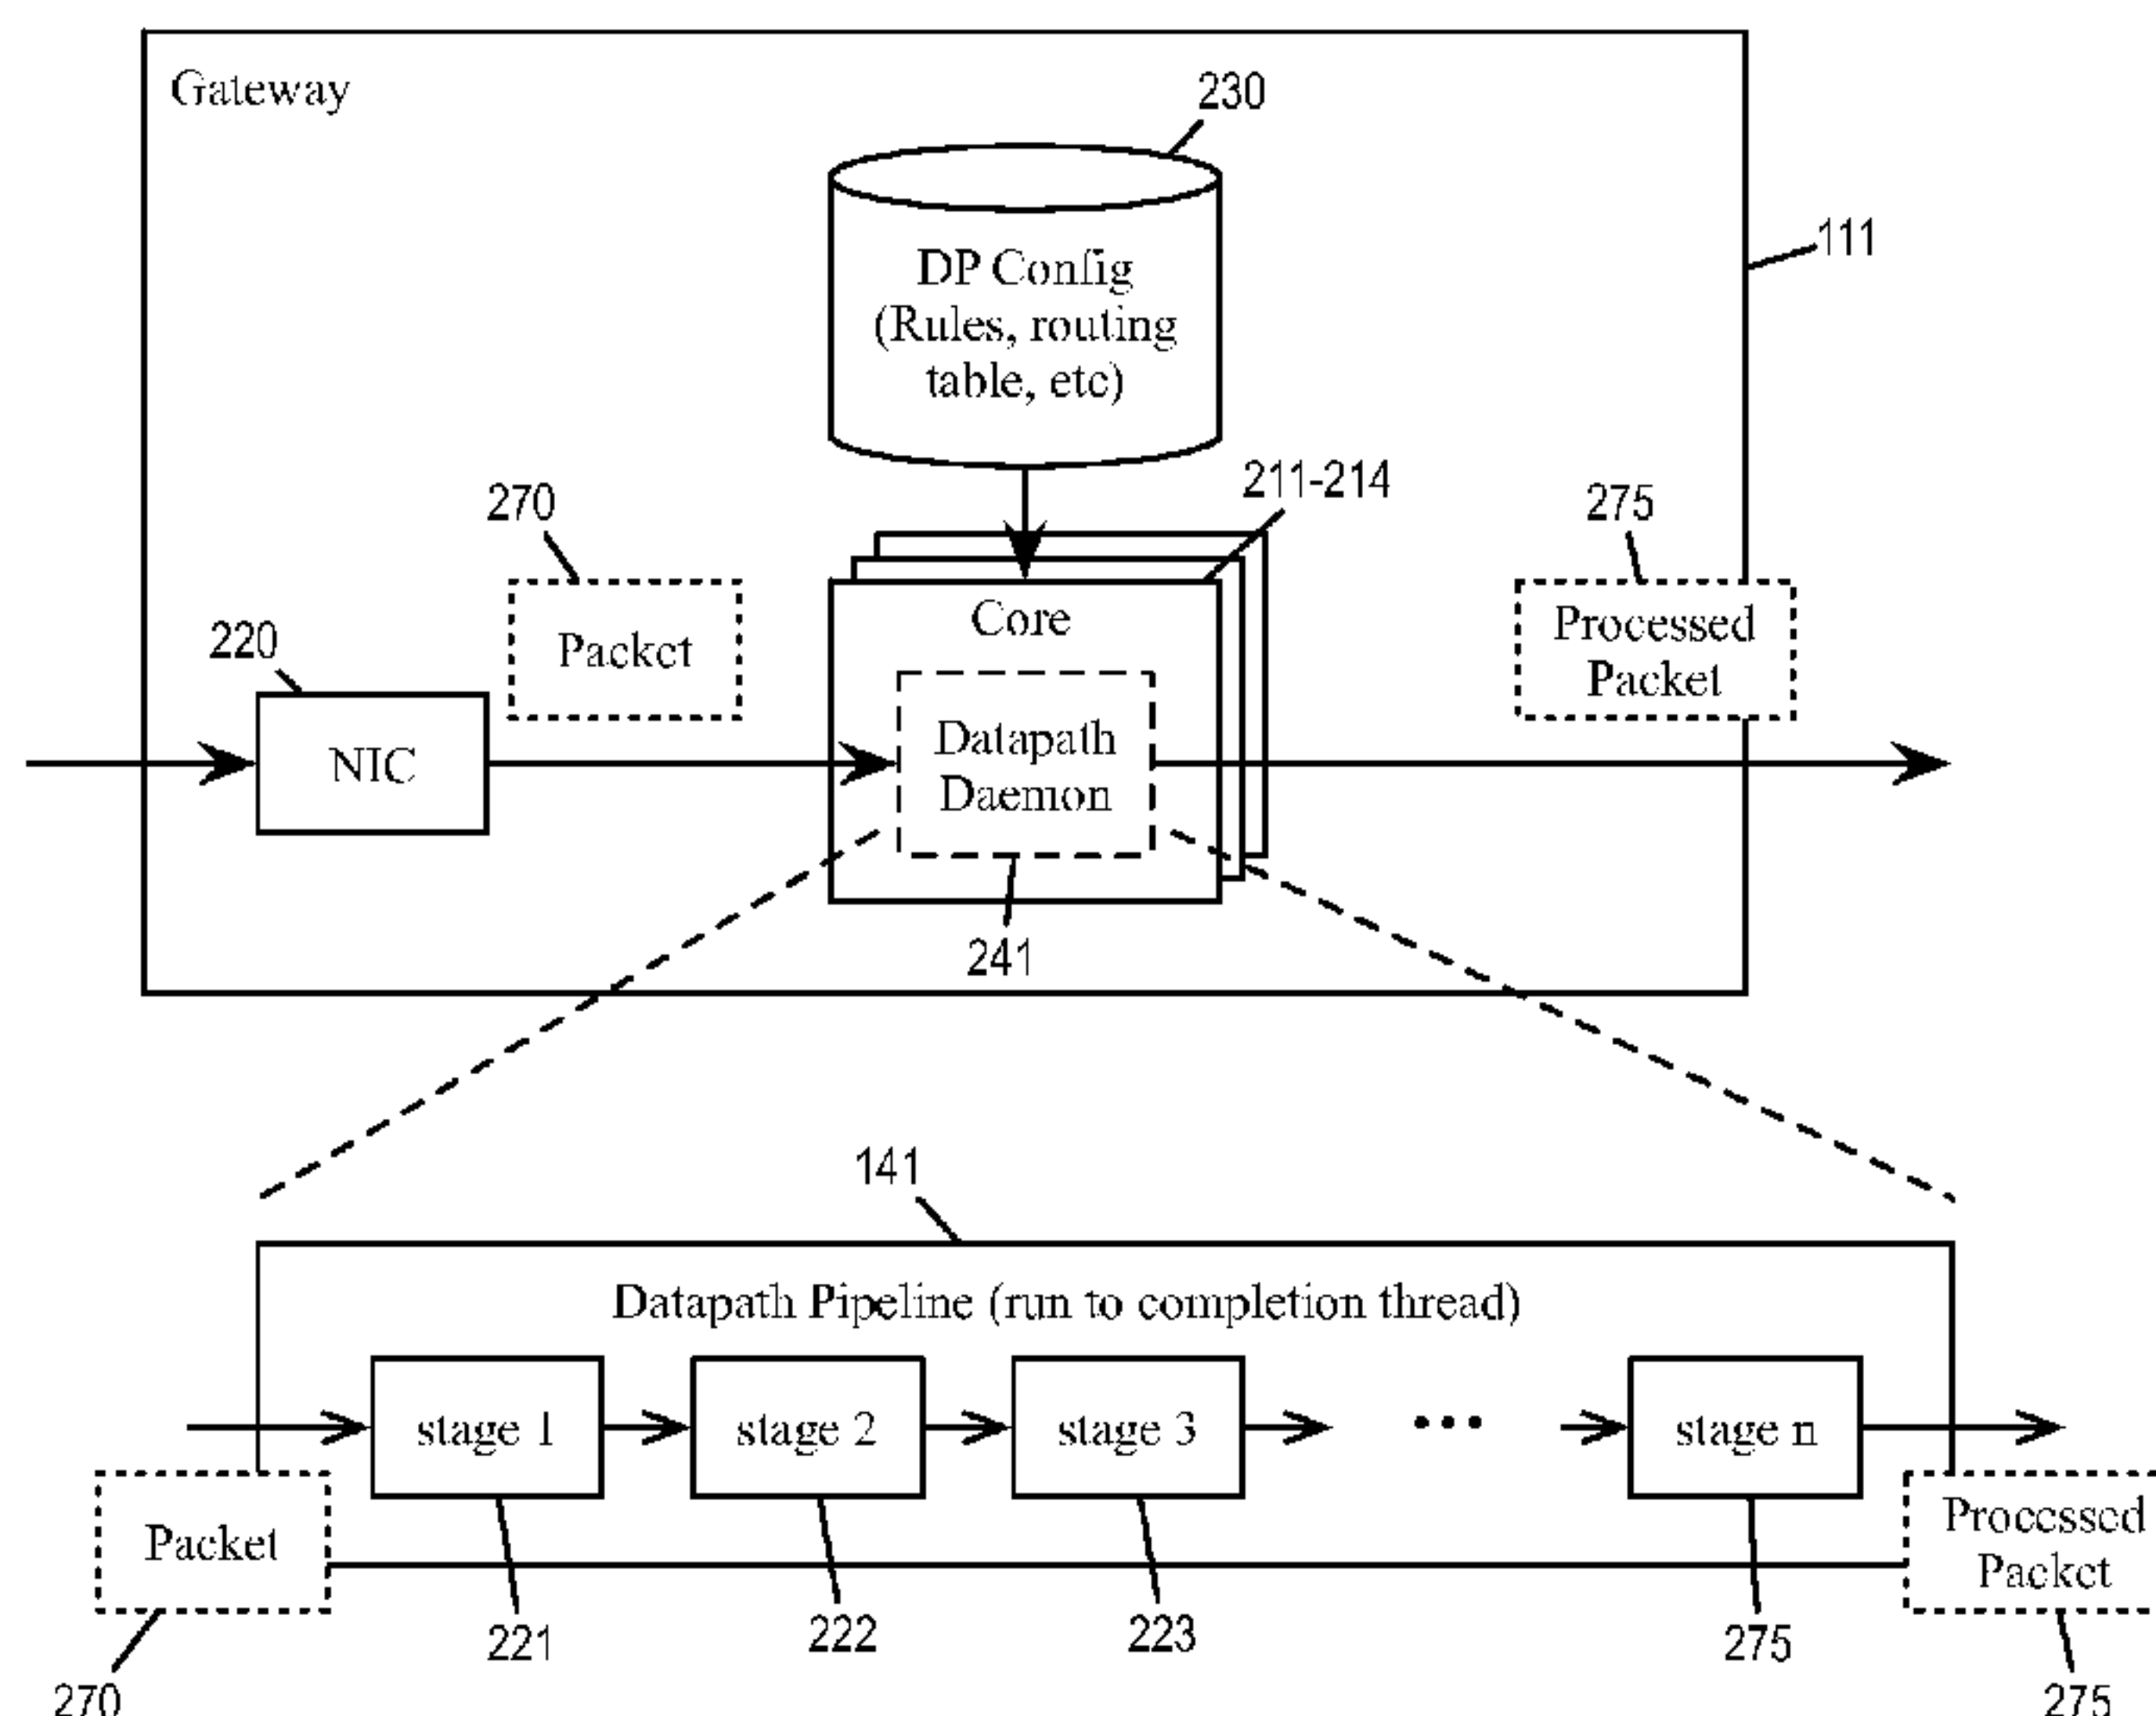 Gateway
230
DP Config
(Rules, routing
table, etc)
111
211-214
270
275
Packet
Core
Processed
Packet
220
NIC
Datapath
Daemon
241
141
Datapath Pipeline (run to completion thread)
stage 1
stage 2
stage 3
•••
stage n
Packet
Processed
Packet
221
222
223
275
270
275